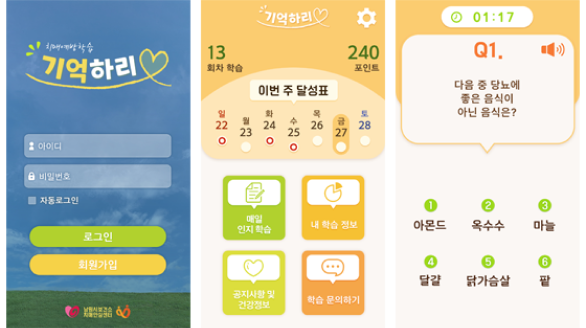 치매예방학습
기억하리
아이디
비밀번호
자동로그인
로그인
회원가입
기억하리
13
회차 학습
240
포인트
이번 주 달성표
일 월 화 수 목 금 토
22 23 24 25 26 27 28
매일
인지 학습
내 학습 정보
공지사항 및
건강정보
학습 문의하기
01:17
Q1.
다음 중 당뇨에
좋은 음식이
아닌 음식은?
1 2 3
아몬드 옥수수 마늘
4 5 6
달걀 닭가슴살 팥